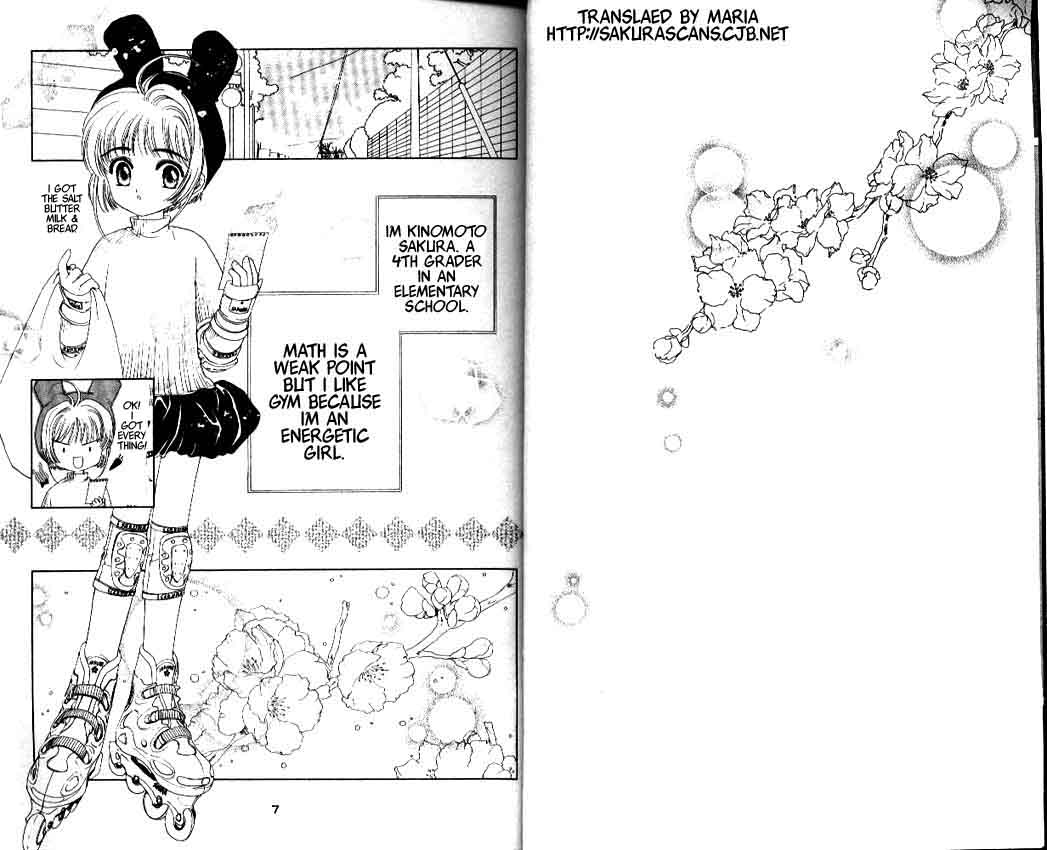 TRANSLAED BY MARIA
HTTP://SAKURASCANS.CJB.NET
I GOT
THE SALT
BUTTER
MILK &
BREAD
IM KINOMOTO
SAKURA. A
4TH GRADER
IN AN
ELEMENTARY
SCHOOL.
MATH IS A
WEAK POINT
BUT I LIKE
GYM BECAUSE
IM AN
ENERGETIC
GIRL.
OK!
I
GOT
EVERY
THING!
7